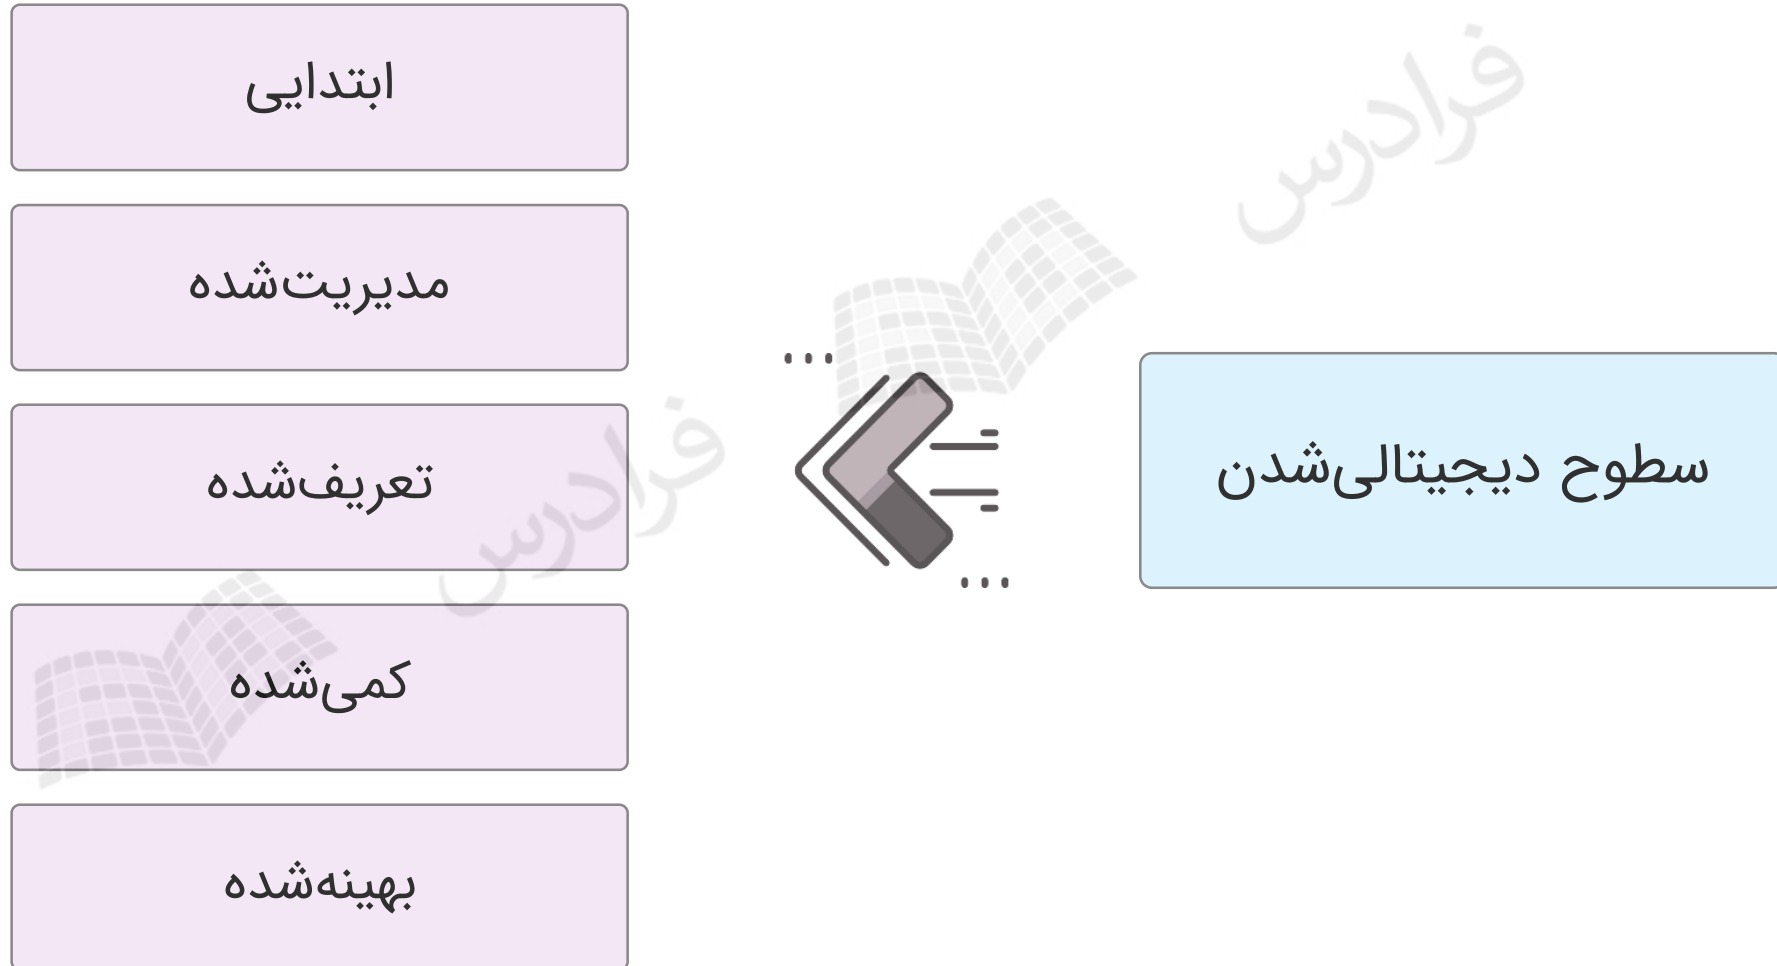 سطوح دیجیتالی‌شدن
ابتدایی
مدیریت‌شده
تعریف‌شده
کمی‌شده
بهینه‌شده
فرادرس
فرادرس